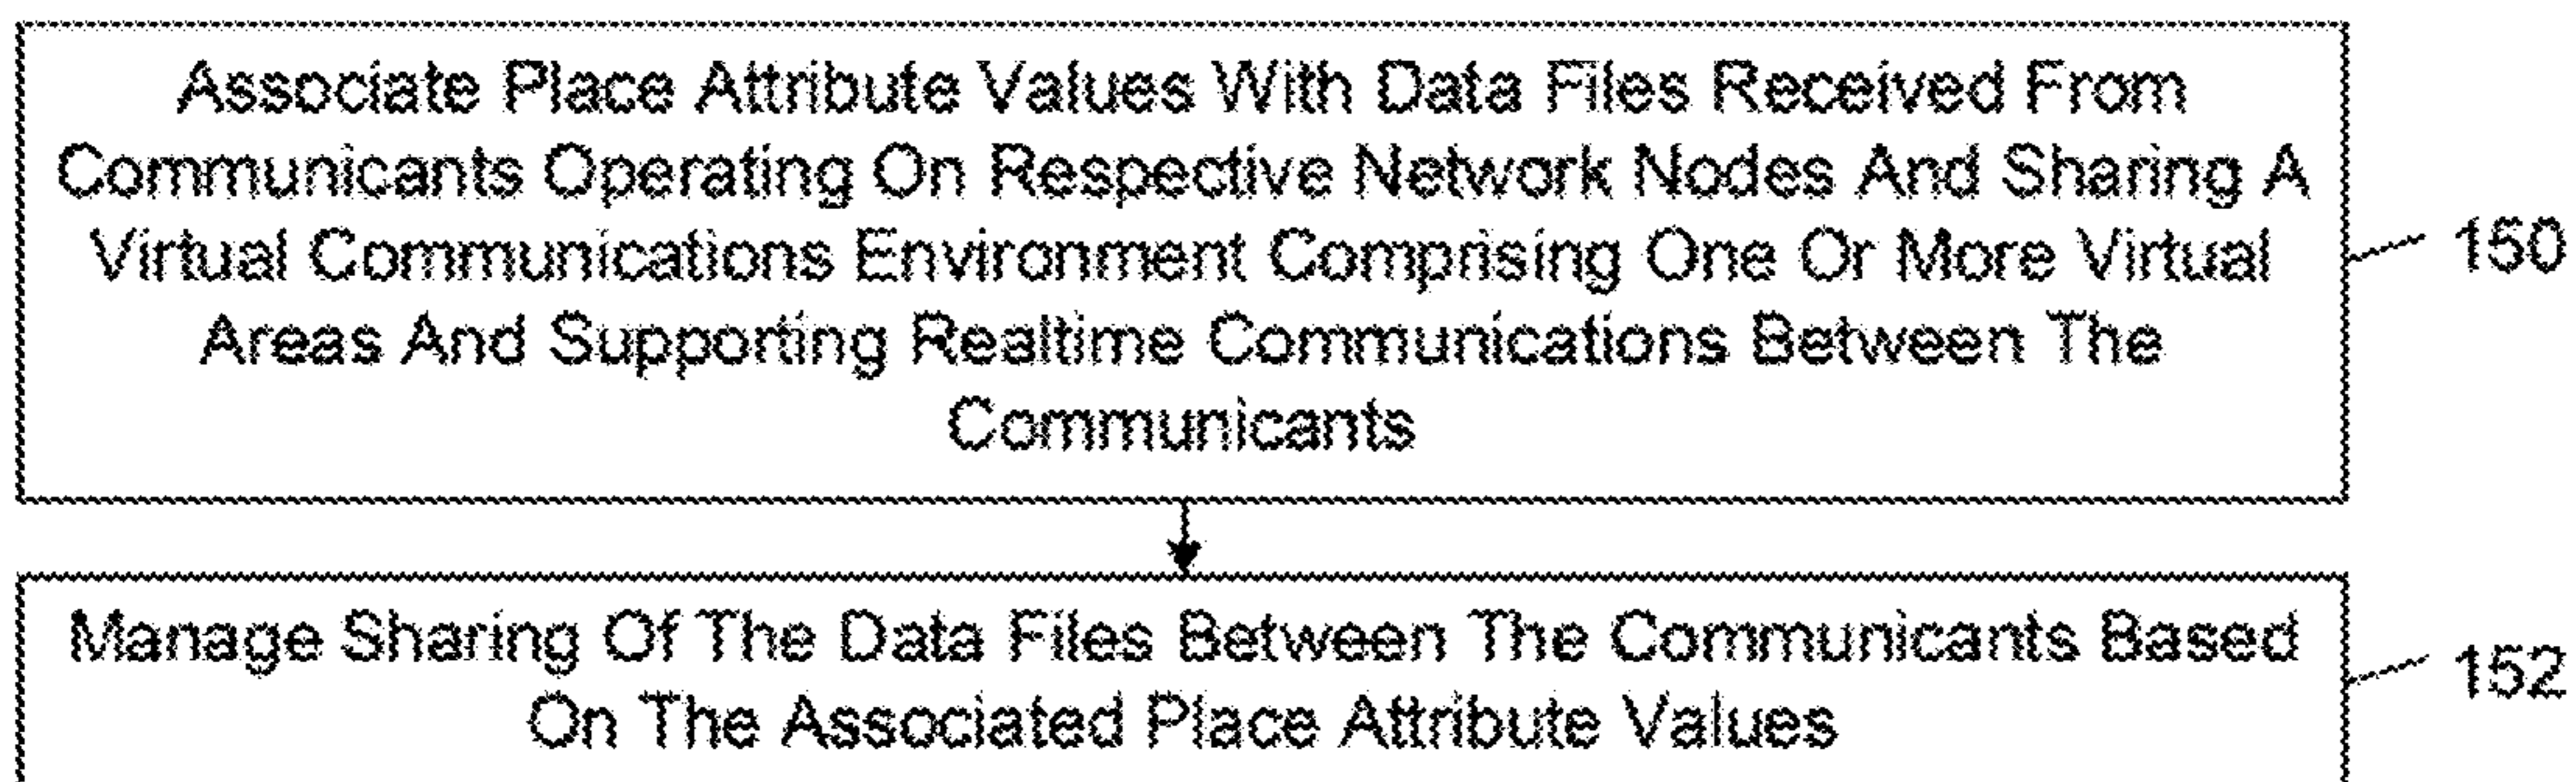 Associate Place Attribute Values With Data Files Received From
Communicants Operating On Respective Network Nodes And Sharing A
Virtual Communications Environment Comprising One Or More Virtual
Areas And Supporting Realtime Communications Between The
Communicants
150
Manage Sharing Of The Data Files Between The Communicants Based
On The Associated Place Attribute Values
152